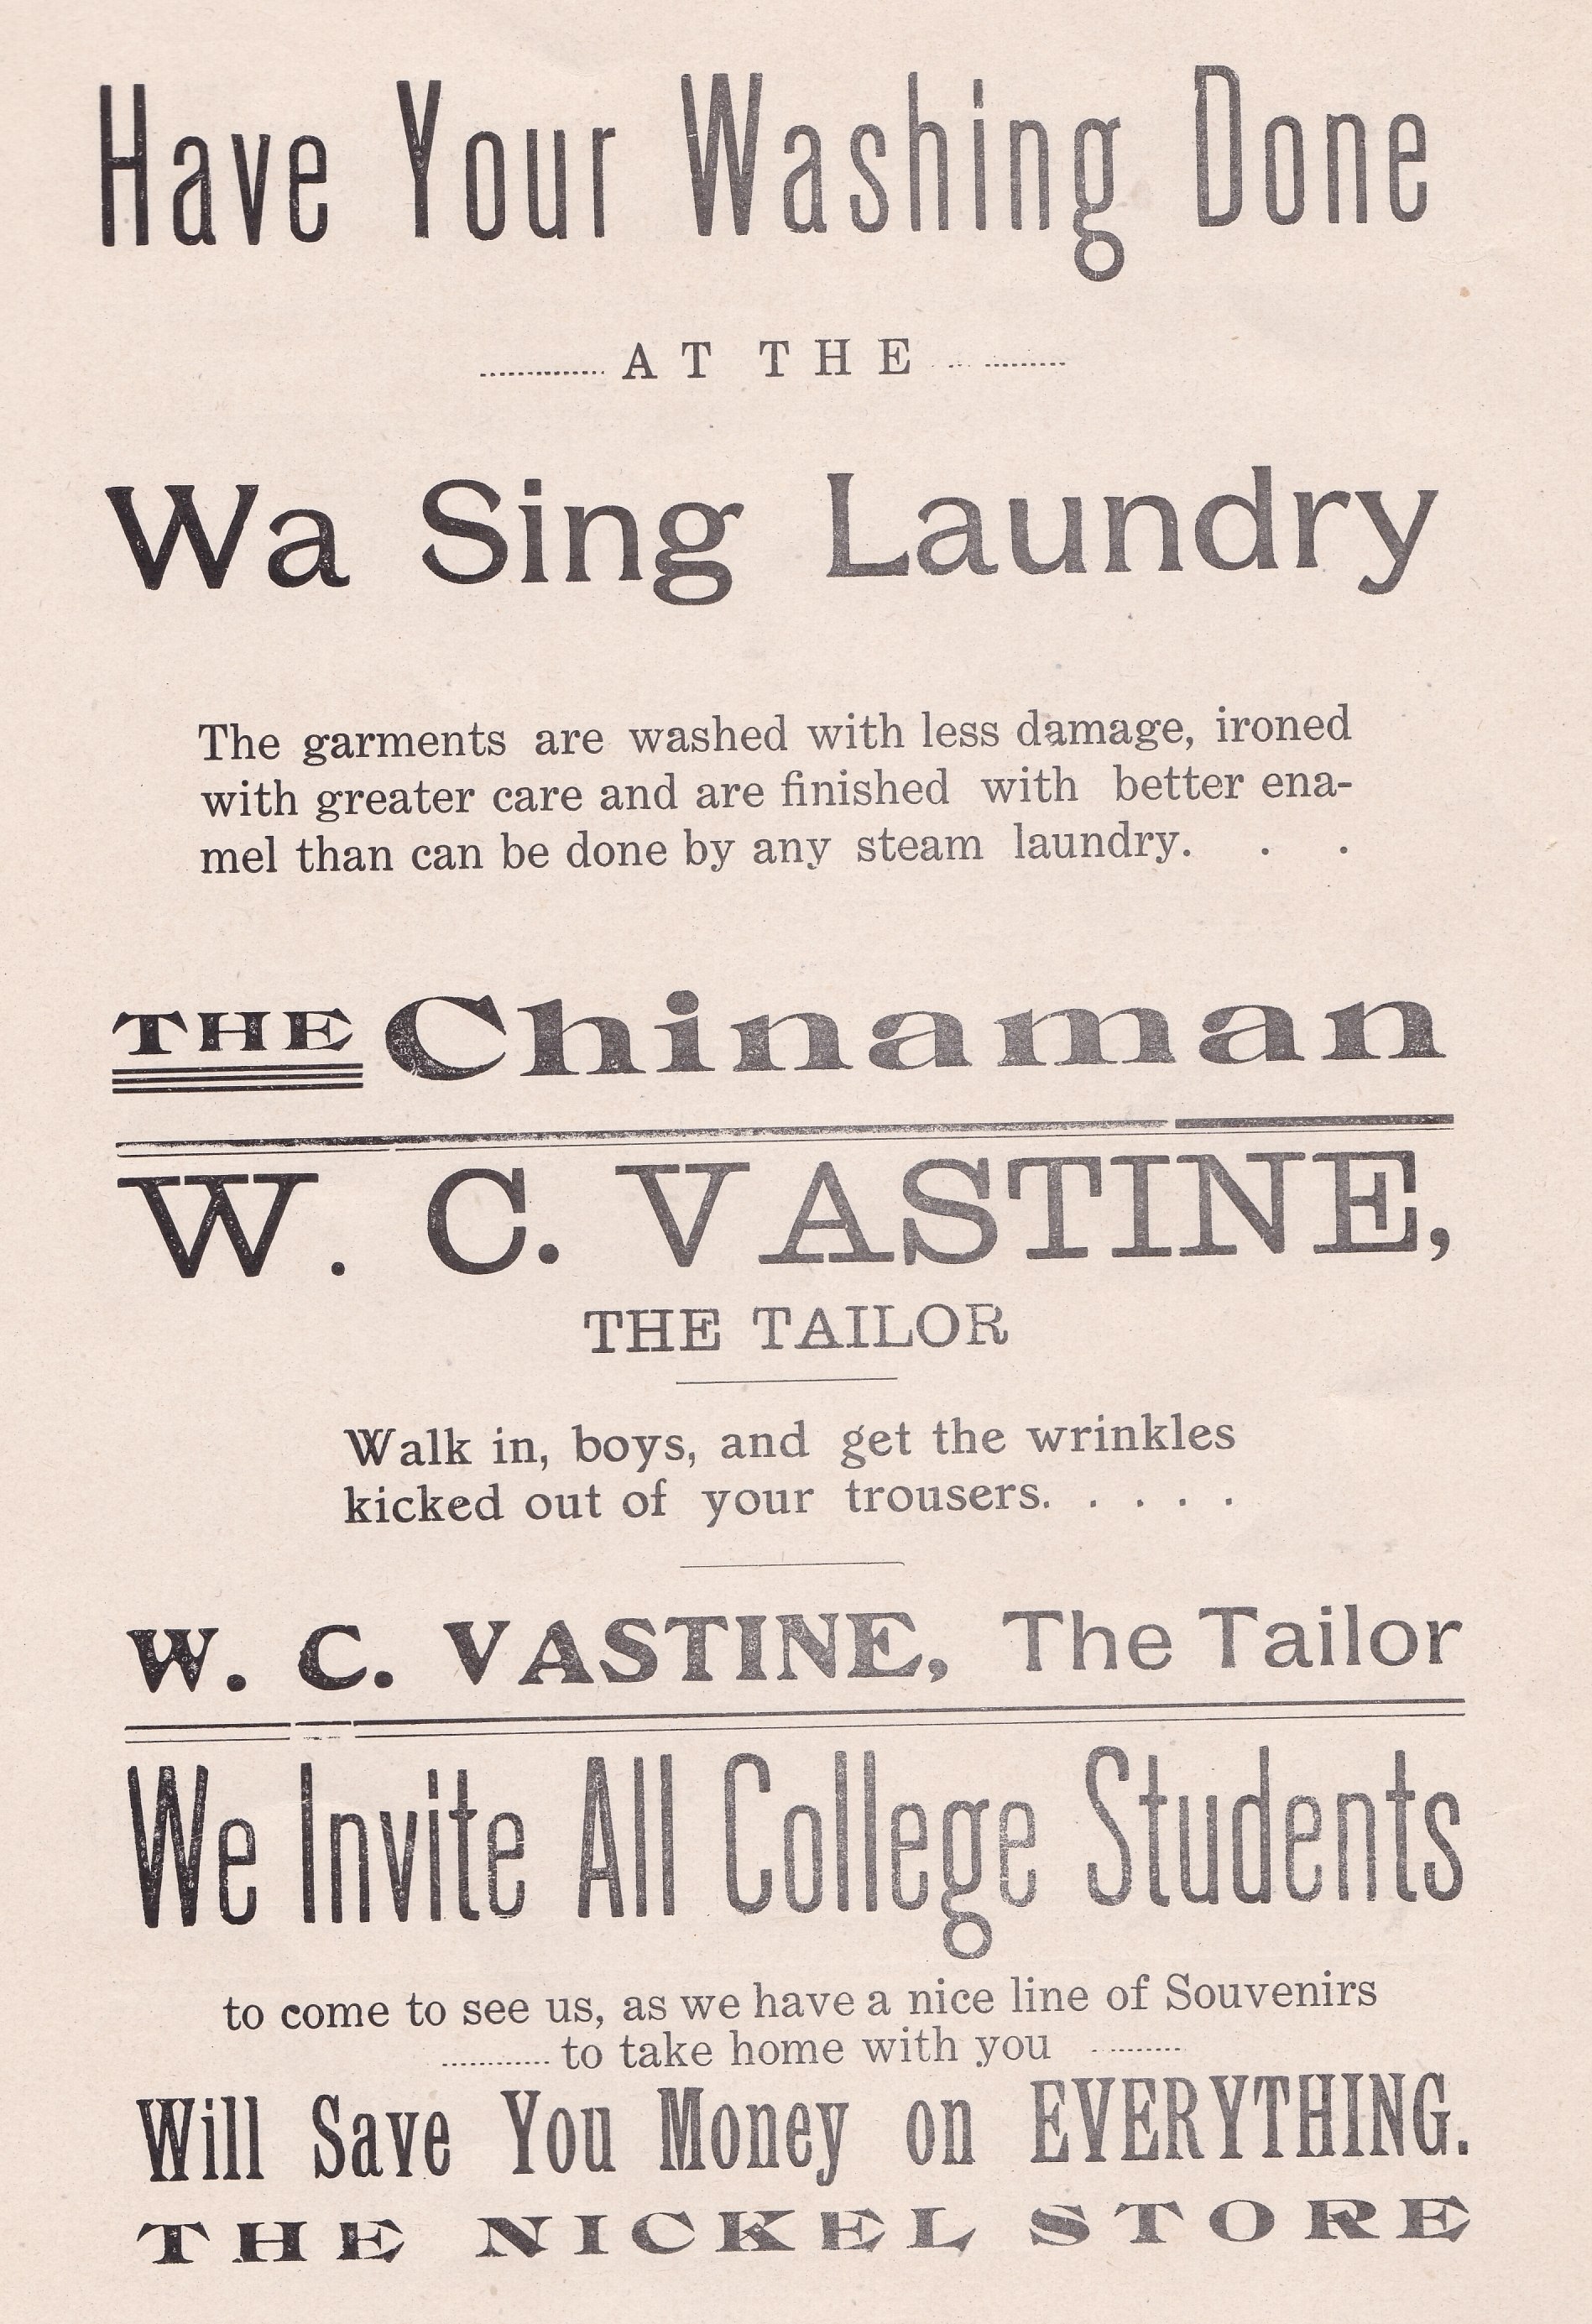 Have Your Washing Done
AT THE
Wa Sing Laundry
The garments are washed with less damage, ironed
with greater care and are finished with better ena-
mel than can be done by any steam laundry. . .
THE Chinaman
W. C. VASTINE,
THE TAILOR
Walk in, boys, and get the wrinkles
kicked out of your trousers. . . . .
W. C. VASTINE, The Tailor
We Invite All College Students
to come to see us, as we have a nice line of Souvenirs
to take home with you
Will Save You Money on EVERYTHING.
THE NICKEL STORE